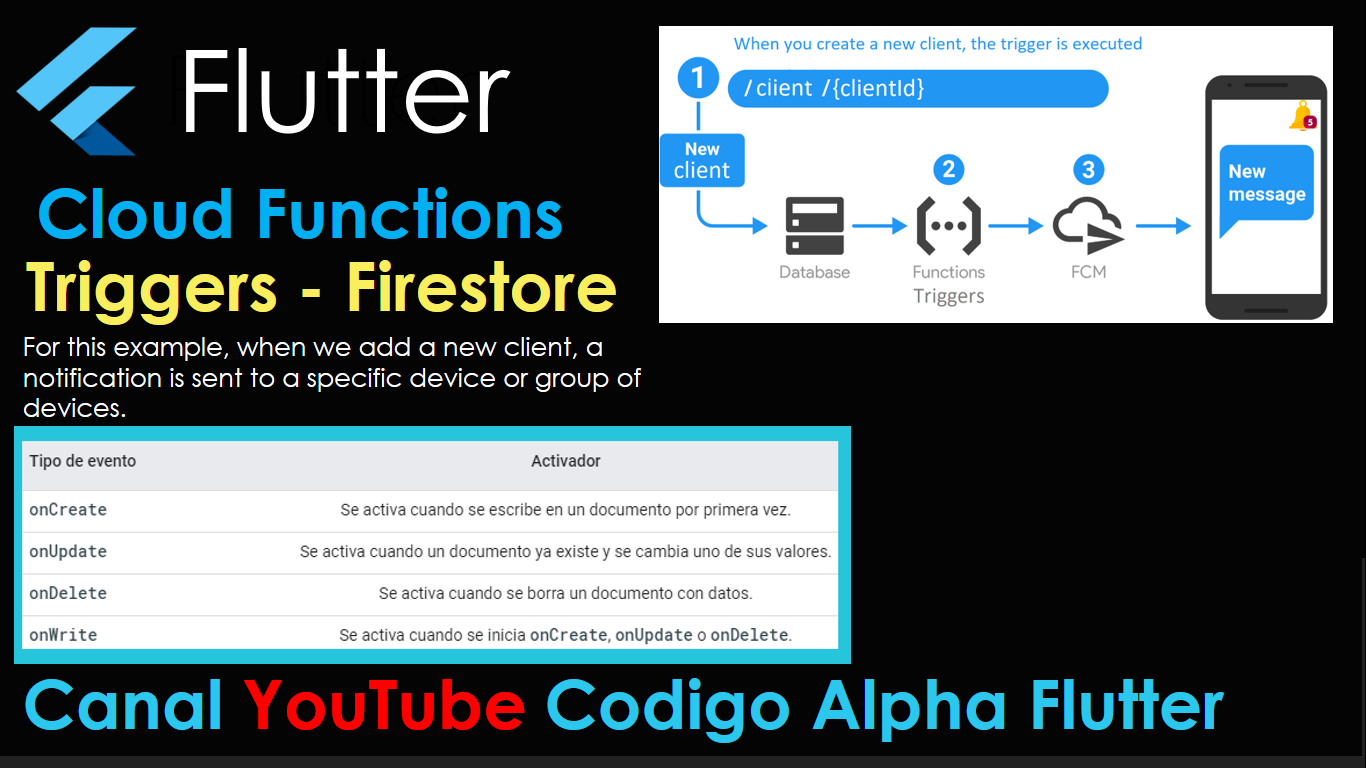 Flutter
Cloud Functions
Triggers - Firestore
For this example, when we add a new client, a
notification is sent to a specific device or group of
devices.
When you create a new client, the trigger is executed
1
/client /{clientId}
New
client
2
3
Database
Functions
Triggers
FCM
5
New
message
Tipo de evento Activador
onCreate Se activa cuando se escribe en un documento por primera vez.
onUpdate Se activa cuando un documento ya existe y se cambia uno de sus valores.
onDelete Se activa cuando se borra un documento con datos.
onWrite Se activa cuando se inicia onCreate, onUpdate o onDelete.
Canal YouTube Codigo Alpha Flutter